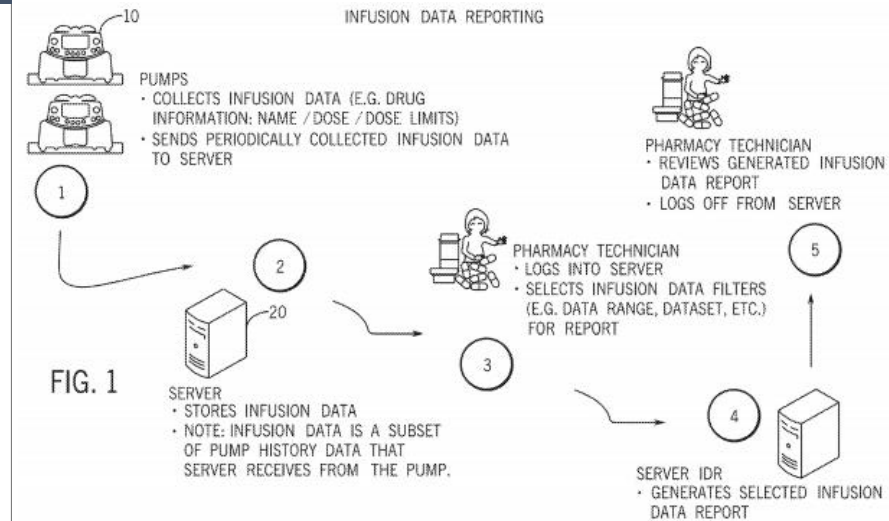 INFUSION DATA REPORTING
10
PUMPS
· COLLECTS INFUSION DATA (E.G. DRUG
INFORMATION: NAME / DOSE / DOSE LIMITS)
· SENDS PERIODICALLY COLLECTED INFUSION DATA
TO SERVER
1
2
20
SERVER
· STORES INFUSION DATA
· NOTE: INFUSION DATA IS A SUBSET
OF PUMP HISTORY DATA THAT
SERVER RECEIVES FROM THE PUMP.
PHARMACY TECHNICIAN
· LOGS INTO SERVER
· SELECTS INFUSION DATA FILTERS
(E.G. DATA RANGE, DATASET, ETC.)
FOR REPORT
3
4
SERVER IDR
· GENERATES SELECTED INFUSION
DATA REPORT
PHARMACY TECHNICIAN
· REVIEWS GENERATED INFUSION
DATA REPORT
· LOGS OFF FROM SERVER
5
FIG. 1